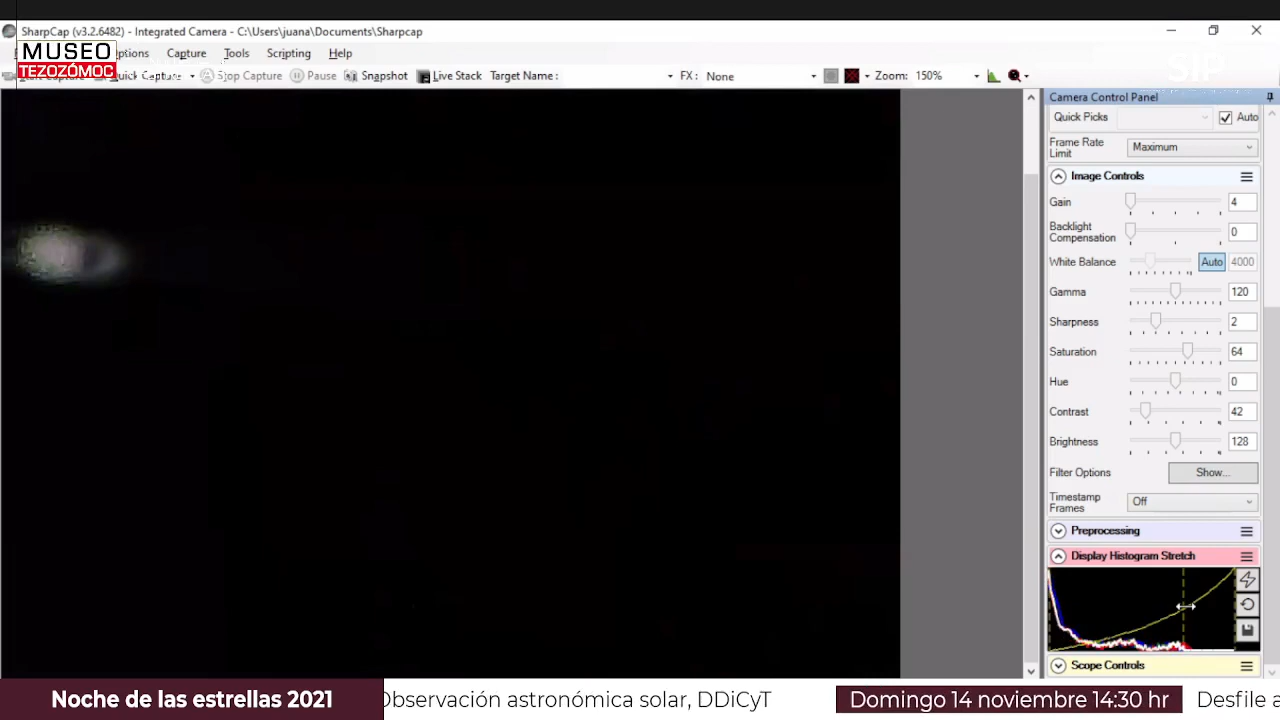 SharpCap (v3.2.6482) - Integrated Camera - C:\Users\juana\Documents\Sharpcap
MUSEO
TEZOZÓMOC
Capture Tools Scripting Help
Quick Capture Stop Capture Pause Snapshot Live Stack Target Name: FX: None Zoom: 150%
SIP
Camera Control Panel
Quick Picks Auto
Frame Rate Limit Maximum
Image Controls
Gain 4
Backlight Compensation 0
White Balance Auto 4000
Gamma 120
Sharpness 2
Saturation 64
Hue 0
Contrast 42
Brightness 128
Filter Options Show...
Timestamp Frames Off
Preprocessing
Display Histogram Stretch
Scope Controls
Noche de las estrellas 2021 Observación astronómica solar, DDiCyT Domingo 14 noviembre 14:30 hr Desfile a